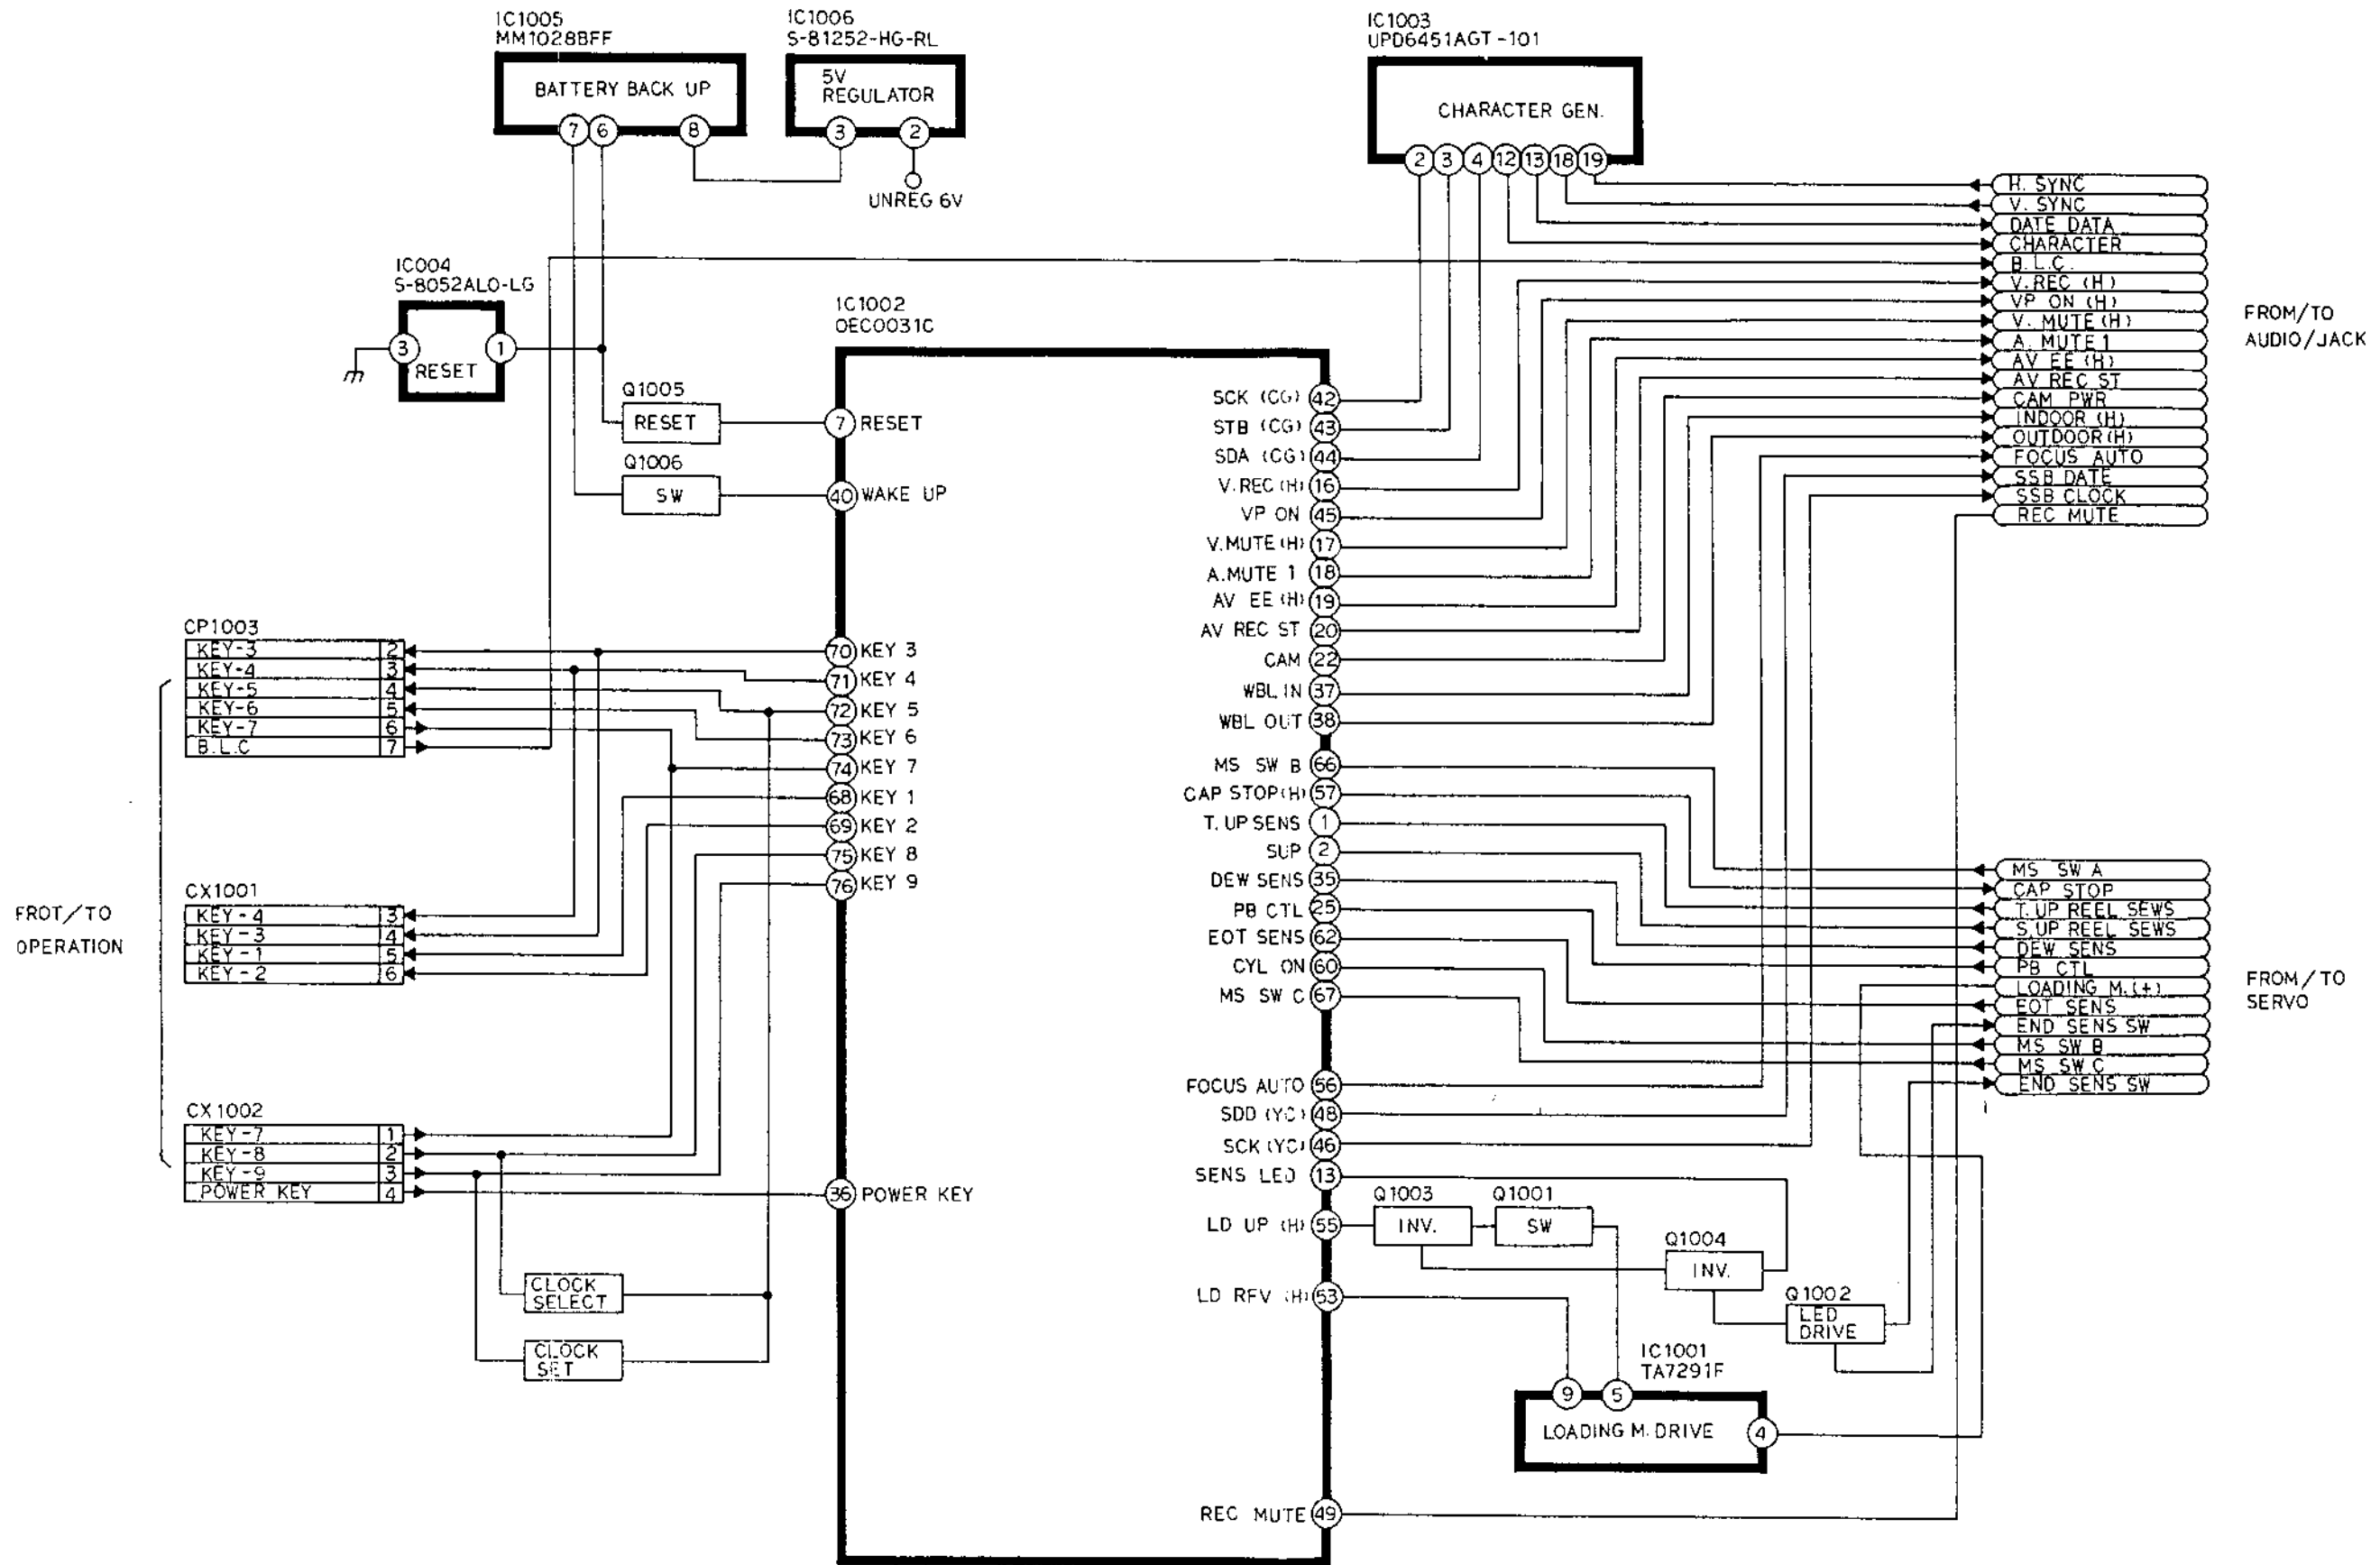 IC1005
MM1028BFF
BATTERY BACK UP
7 6 8
IC1006
S-81252-HG-RL
5V
REGULATOR
3 2
UNREG 6V
IC1003
UPD6451AGT-101
CHARACTER GEN.
2 3 4 12 13 18 19
H. SYNC
V. SYNC
DATE DATA
CHARACTER
B.L.C.
V.REC (H)
VP ON (H)
V. MUTE (H)
A. MUTE 1
AV EE (H)
AV REC ST
CAM PWR
INDOOR (H)
OUTDOOR(H)
FOCUS AUTO
SSB DATE
SSB CLOCK
REC MUTE
FROM/TO
AUDIO/JACK
IC004
S-8052ALO-LG
3 1
RESET
Q1005
RESET
Q1006
SW
IC1002
OEC0031C
7 RESET
40 WAKE UP
70 KEY 3
71 KEY 4
72 KEY 5
73 KEY 6
74 KEY 7
68 KEY 1
69 KEY 2
75 KEY 8
76 KEY 9
36 POWER KEY
SCK (CG) 42
STB (CG) 43
SDA (CG) 44
V.REC (H) 16
VP ON 45
V.MUTE (H) 17
A.MUTE 1 18
AV EE (H) 19
AV REC ST 20
CAM 22
WBL IN 37
WBL OUT 38
MS SW B 66
CAP STOP(H) 57
T.UP SENS 1
SUP 2
DEW SENS 35
PB CTL 25
EOT SENS 62
CYL ON 60
MS SW C 67
FOCUS AUTO 56
SDD (YC) 48
SCK (YC) 46
SENS LED 13
LD UP (H) 55
LD RFV (H) 53
REC MUTE 49
CP1003
KEY-3 2
KEY-4 3
KEY-5 4
KEY-6 5
KEY-7 6
B.L.C 7
CX1001
KEY-4 3
KEY-3 4
KEY-1 5
KEY-2 6
FROT/TO
OPERATION
CX1002
KEY-7 1
KEY-8 2
KEY-9 3
POWER KEY 4
CLOCK
SELECT
CLOCK
SET
MS SW A
CAP STOP
T.UP REEL SEWS
S.UP REEL SEWS
DEW SENS
PB CTL
LOADING M.(+)
EOT SENS
END SENS SW
MS SW B
MS SW C
END SENS SW
FROM/TO
SERVO
Q1003
INV.
Q1001
SW
Q1004
INV.
Q1002
LED
DRIVE
IC1001
TA7291F
9 5
LOADING M. DRIVE 4